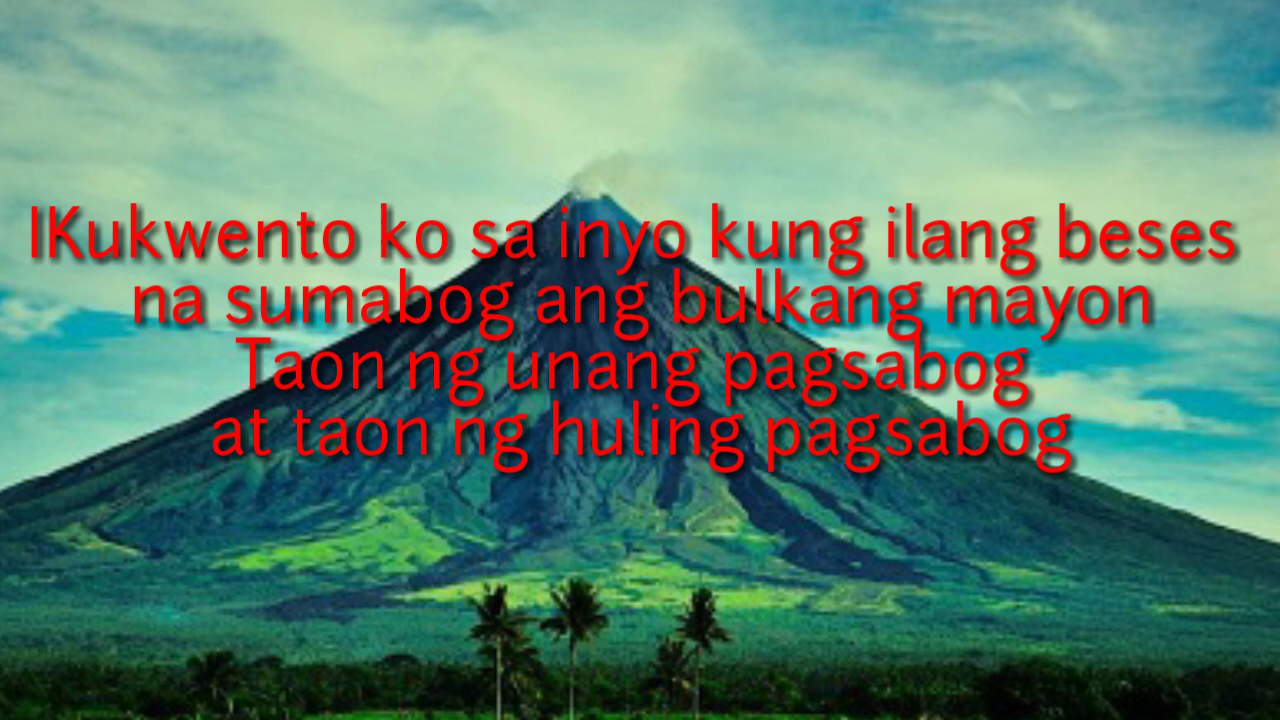 IKukwento ko sa inyo kung ilang beses
na sumabog ang bulkang mayon
Taon ng unang pagsabog
at taon ng huling pagsabog